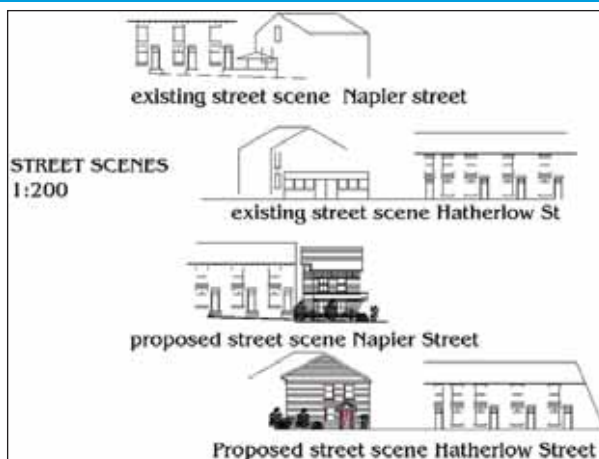 existing street scene Napier street
STREET SCENES
1:200
existing street scene Hatherlow St
proposed street scene Napier Street
Proposed street scene Hatherlow Street